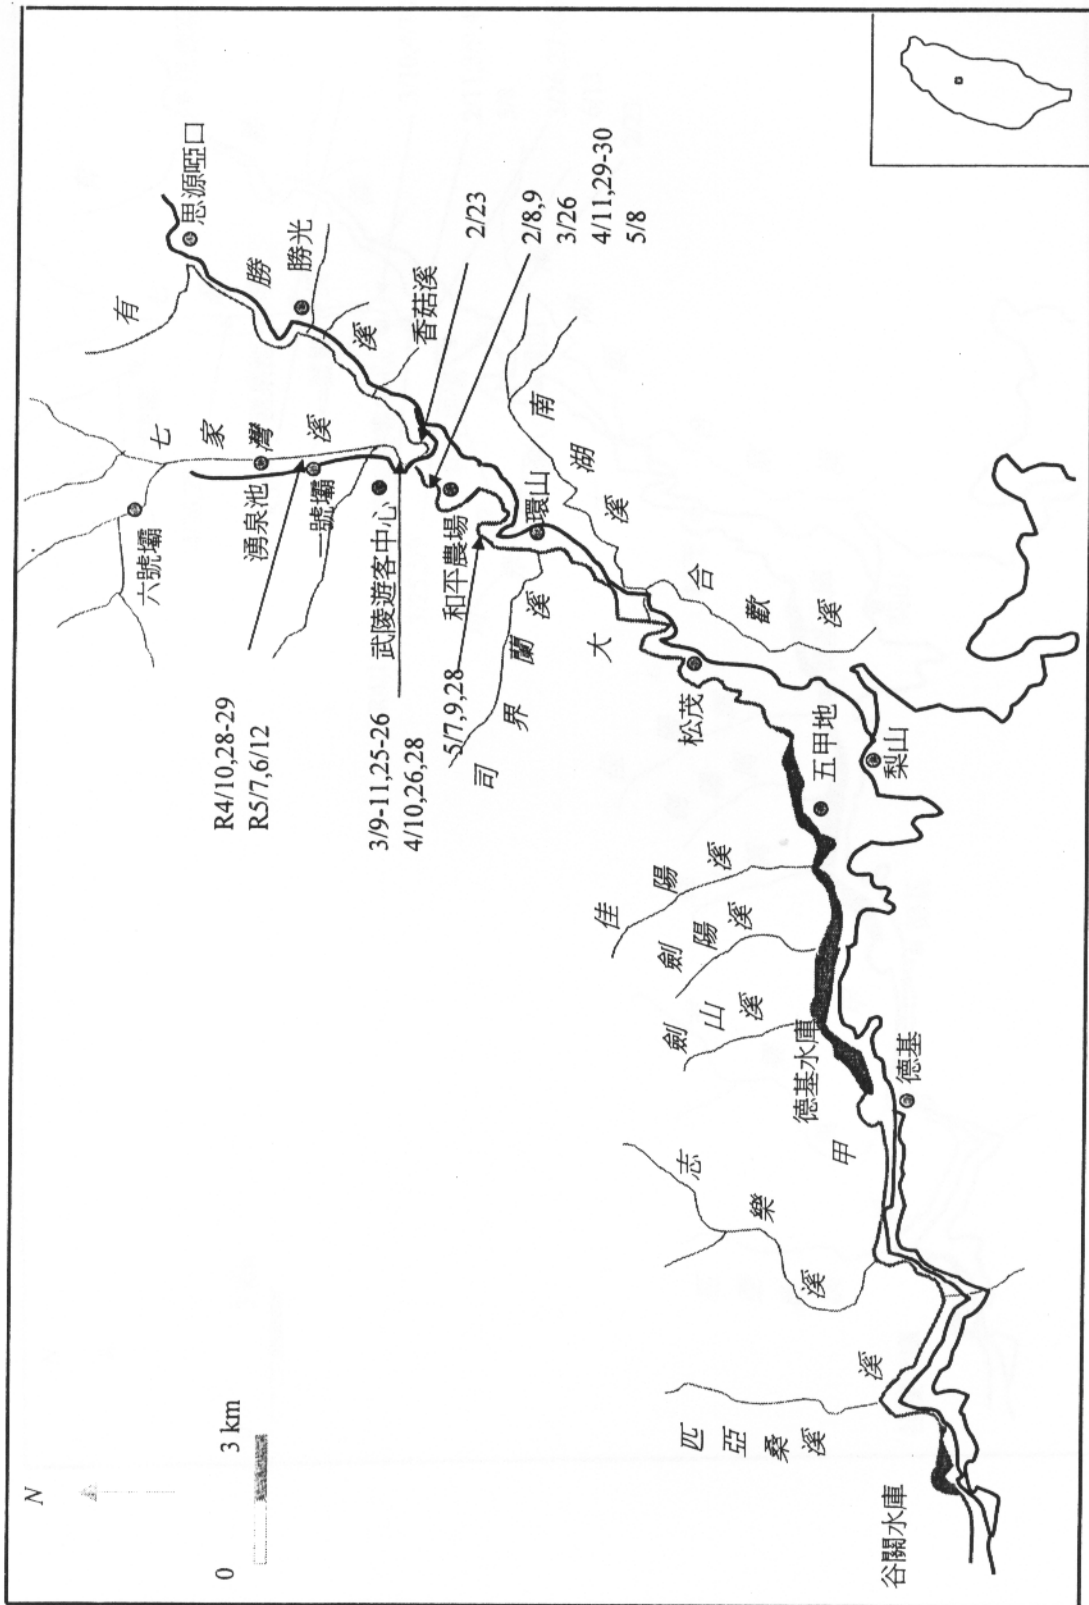 N
0 3 km
思源啞口
有勝溪
勝光
七家灣溪
六號壩
湧泉池
一號壩
香菇溪
武陵遊客中心
和平農場
環山
南湖溪
合歡溪
司界蘭溪
大甲溪
松茂
五甲地
梨山
佳陽溪
劍陽溪
劍山溪
德基水庫
德基
志樂溪
匹亞桑溪
谷關水庫
2/23
2/8,9
3/26
4/11,29-30
5/8
R4/10,28-29
R5/7,6/12
3/9-11,25-26
4/10,26,28
5/7,9,28